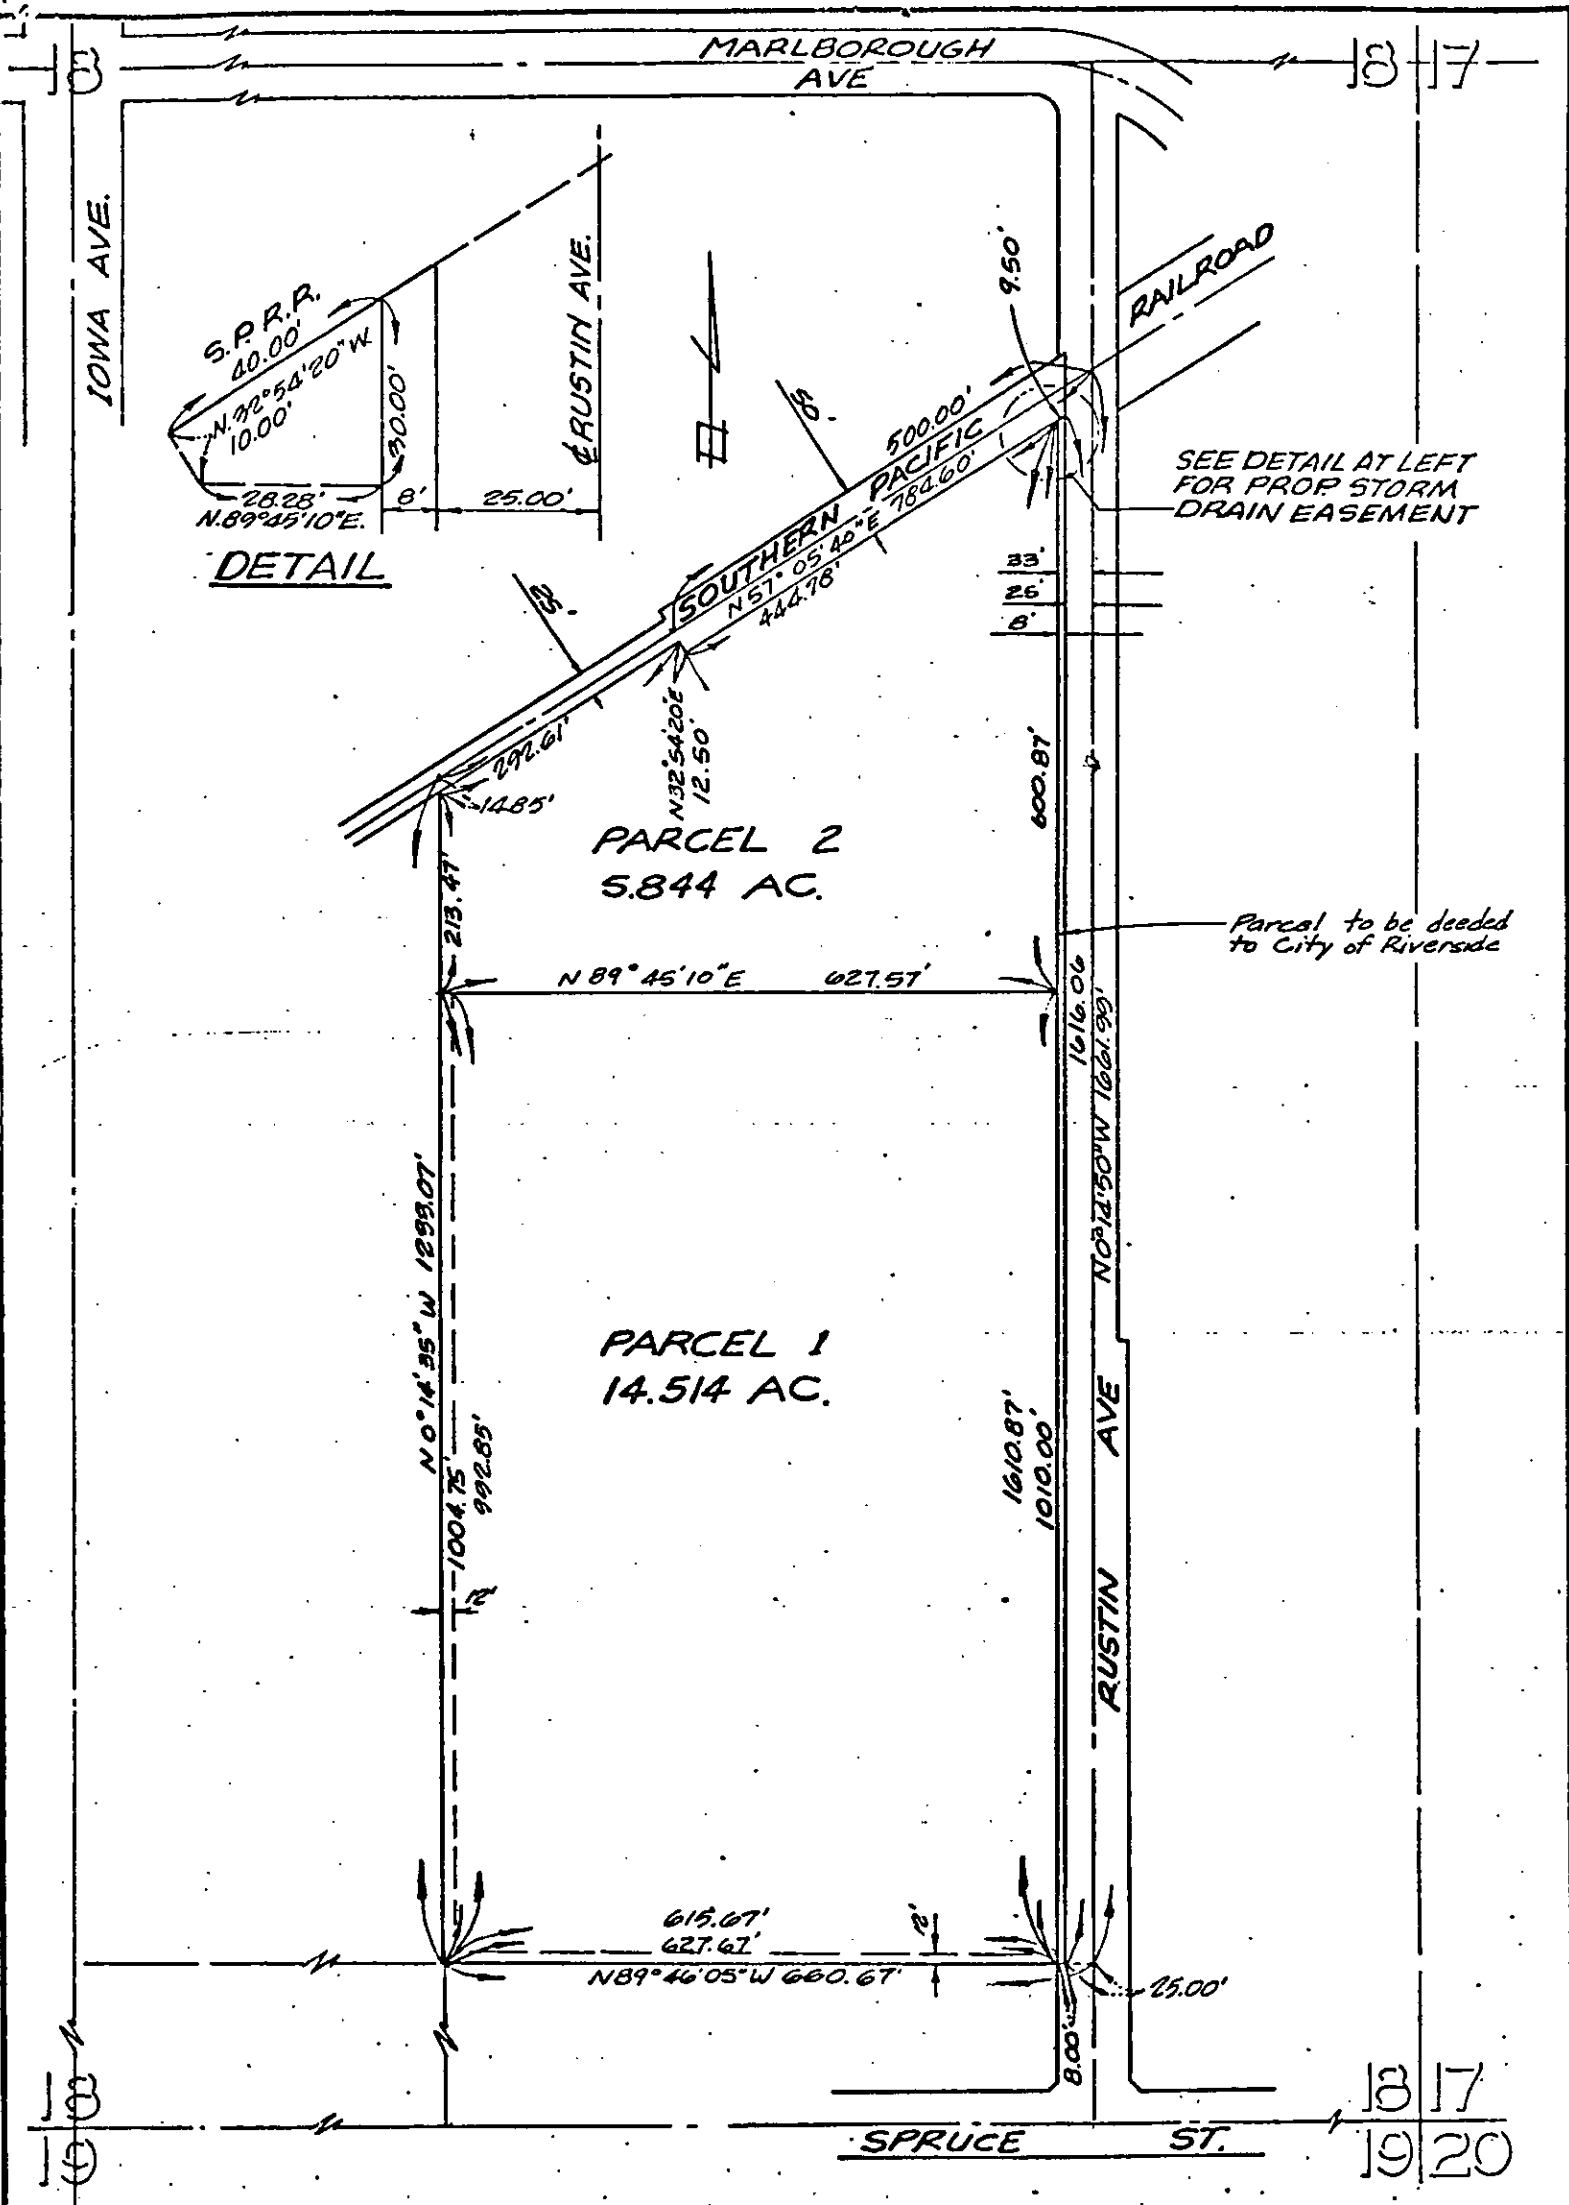 MARLBOROUGH
AVE
18
18 17
IOWA AVE.
S.P.R.R.
40.00'
N.32°54'20"W.
10.00'
30.00'
28.28'
8'
25.00'
N.89°45'10"E.
DETAIL
℄ RUSTIN AVE.
9.50'
RAILROAD
50'
500.00'
SOUTHERN PACIFIC
N57°05'40"E 784.60'
444.78'
SEE DETAIL AT LEFT
FOR PROP. STORM
DRAIN EASEMENT
33'
25'
8'
25'
292.61'
14.85'
N32°54'20"E
12.50'
600.87'
PARCEL 2
5.844 AC.
213.47'
N 89°45'10"E 627.57'
Parcel to be deeded
to City of Riverside
1616.06
N0°14'50"W 1661.99'
N 0°14'35" W 1299.07'
1004.75'
992.85'
PARCEL 1
14.514 AC.
1610.87'
1010.00'
12'
RUSTIN AVE
615.67'
627.67'
12'
N89°46'05"W 660.67'
25.00'
8.00'
18
19
SPRUCE ST.
18 17
19 20